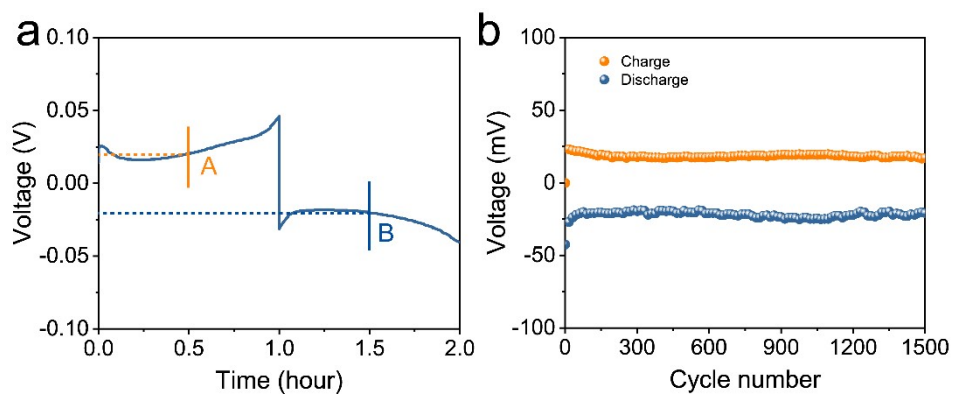 a
0.10
0.05
0.00
-0.05
-0.10
Voltage (V)
A
B
0.0
0.5
1.0
1.5
2.0
Time (hour)
b
100
50
0
-50
-100
Voltage (mV)
Charge
Discharge
0
300
600
900
1200
1500
Cycle number